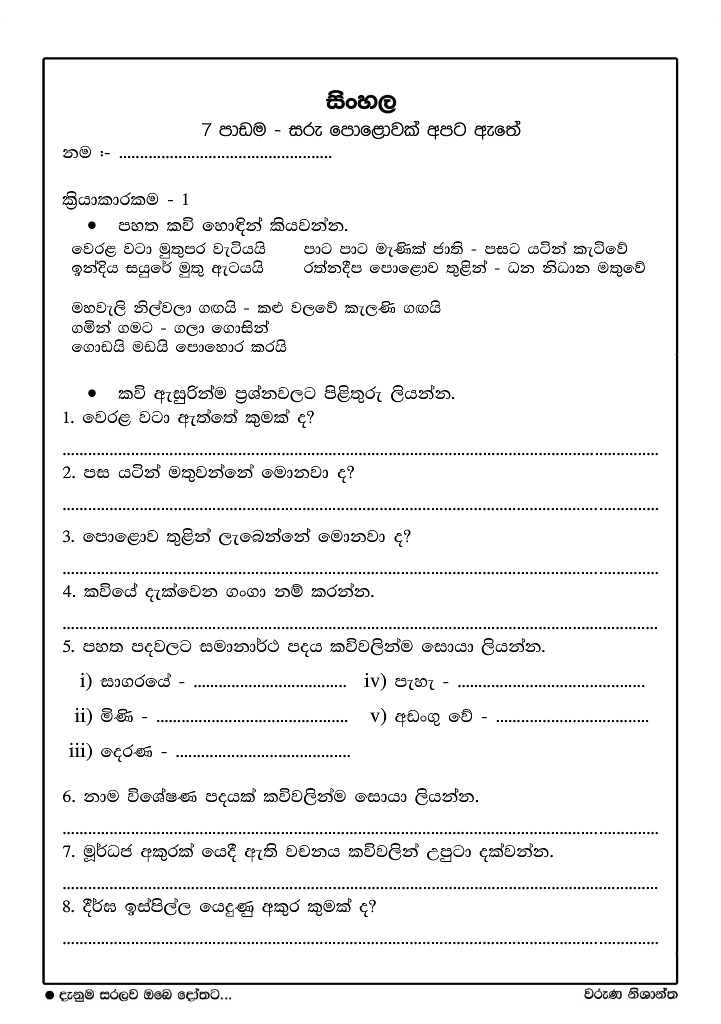 සිංහල
7 පාඩම - සරු පොළොවක් අපට ඇතේ
නම :- ..................................................
ක්‍රියාකාරකම - 1
● පහත කවි හොඳින් කියවන්න.
වෙරළ වටා මුතුපර වැටියයි
ඉන්දිය සයුරේ මුතු ඇටයයි
පාට පාට මැණික් ජාති - පසට යටින් කැටිවේ
රත්නදීප පොළොව තුළින් - ධන නිධාන මතුවේ
මහවැලි නිල්වලා ගඟයි - කළු වලවේ කැලණි ගඟයි
ගමින් ගමට - ගලා ගොසින්
ගොඩයි මඩයි පොහොර කරයි
● කවි ඇසුරින්ම ප්‍රශ්නවලට පිළිතුරු ලියන්න.
1. වෙරළ වටා ඇත්තේ කුමක් ද?
2. පස යටින් මතුවන්නේ මොනවා ද?
3. පොළොව තුළින් ලැබෙන්නේ මොනවා ද?
4. කවියේ දැක්වෙන ගංගා නම් කරන්න.
5. පහත පදවලට සමානාර්ථ පදය කවිවලින්ම සොයා ලියන්න.
i) සාගරයේ - .................................... iv) පැහැ - ............................................
ii) මිණි - ............................................. v) අඩංගු වේ - ....................................
iii) දෙරණ - .........................................
6. නාම විශේෂණ පදයක් කවිවලින්ම සොයා ලියන්න.
7. මූර්ධජ අකුරක් යෙදී ඇති වචනය කවිවලින් උපුටා දක්වන්න.
8. දීර්ඝ ඉස්පිල්ල යෙදුණු අකුර කුමක් ද?
● දැනුම සරලව ඔබෙ දෝතට... වරුණ නිශාන්ත